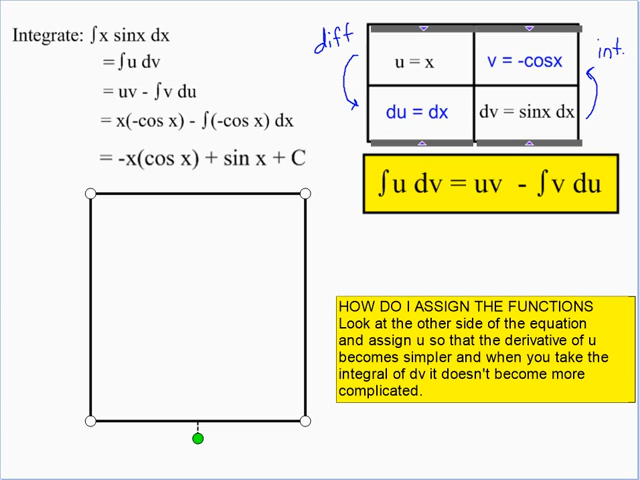 Integrate: ∫x sinx dx
= ∫u dv
= uv - ∫v du
= x(-cos x) - ∫(-cos x) dx
= -x(cos x) + sin x + C
diff
u = x
v = -cosx
int.
du = dx
dv = sinx dx
∫u dv = uv - ∫v du
HOW DO I ASSIGN THE FUNCTIONS
Look at the other side of the equation
and assign u so that the derivative of u
becomes simpler and when you take the
integral of dv it doesn't become more
complicated.